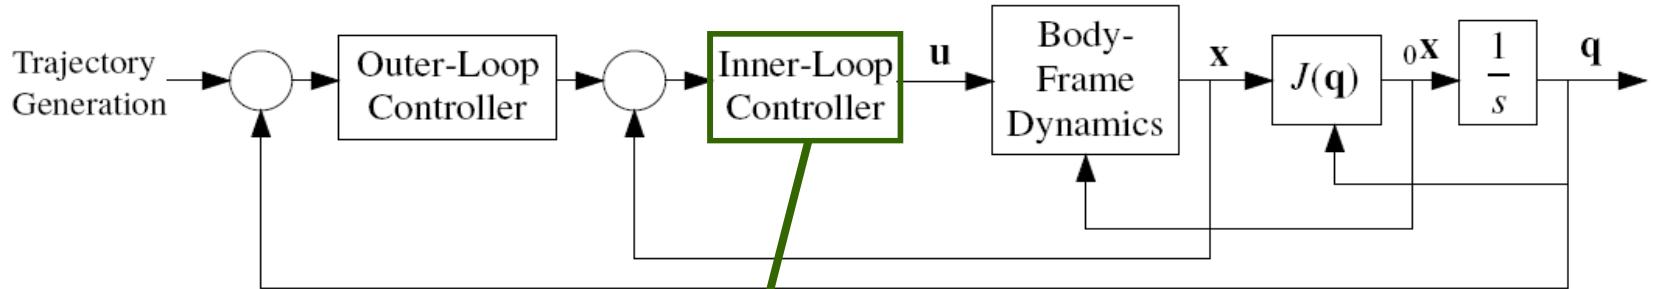 Trajectory
Generation
Outer-Loop
Controller
Inner-Loop
Controller
u
Body-
Frame
Dynamics
x
J(q)
₀x
1
s
q